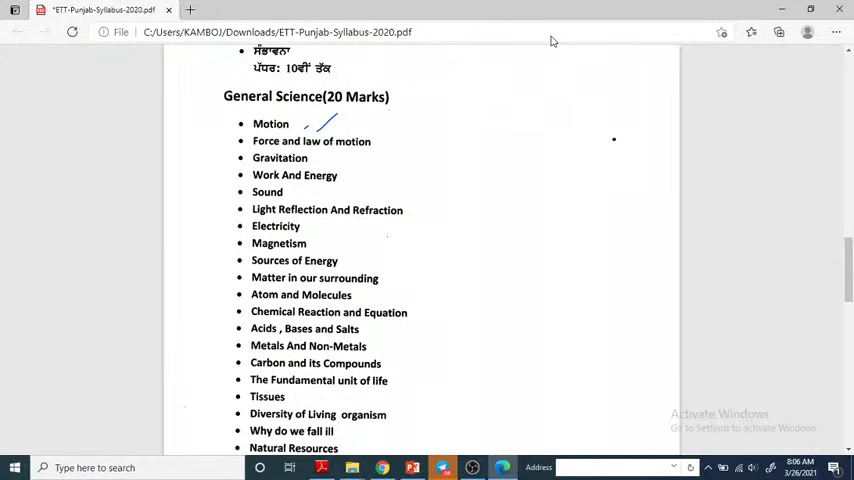 *ETT-Punjab-Syllabus-2020.pdf
File C:/Users/KAMBOJ/Downloads/ETT-Punjab-Syllabus-2020.pdf
• ਸੰਭਾਵਨਾ
ਪੱਧਰ: 10ਵੀਂ ਤੱਕ
General Science(20 Marks)
• Motion
• Force and law of motion
• Gravitation
• Work And Energy
• Sound
• Light Reflection And Refraction
• Electricity
• Magnetism
• Sources of Energy
• Matter in our surrounding
• Atom and Molecules
• Chemical Reaction and Equation
• Acids , Bases and Salts
• Metals And Non-Metals
• Carbon and its Compounds
• The Fundamental unit of life
• Tissues
• Diversity of Living organism
• Why do we fall ill
• Natural Resources
Activate Windows
Go to Settings to activate Windows.
Type here to search
Address
8:06 AM
3/26/2021